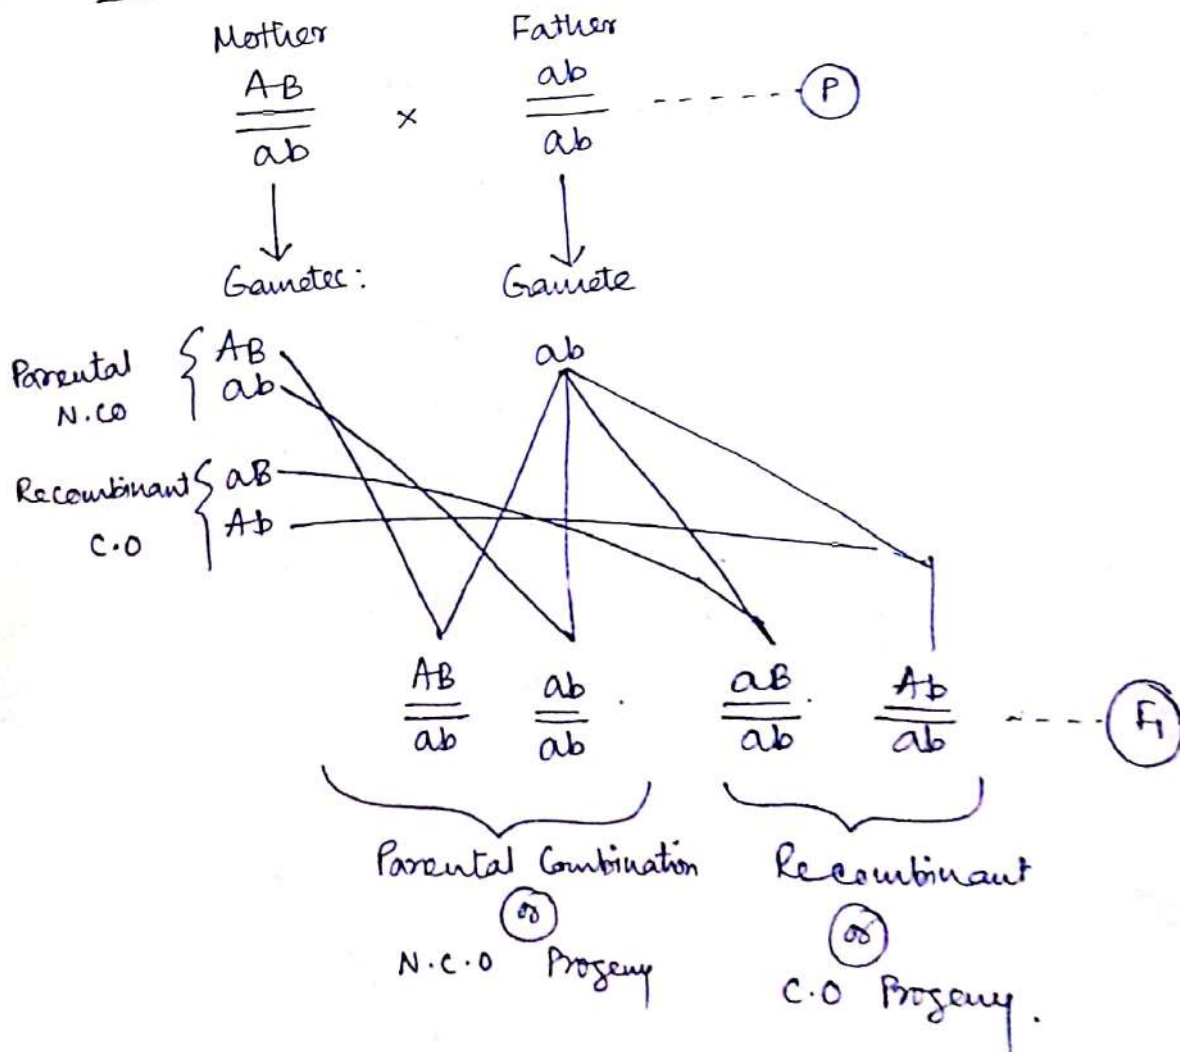 Mother Father
AB ab
× P
ab ab
Gametes: Gamete
Parental AB ab
N.CO ab
Recombinant aB
C.O Ab
AB ab aB Ab
F1
ab ab ab ab
Parental Combination Recombinant
or or
N.C.O Progeny C.O Progeny.